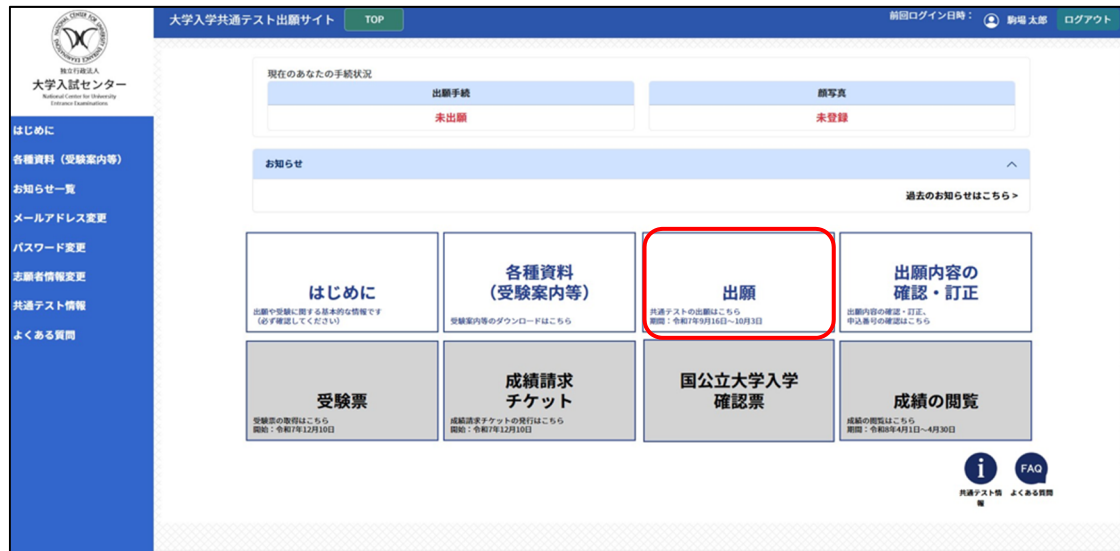 大学入学共通テスト出願サイト
TOP
前回ログイン日時：
駒場 太郎
ログアウト
NATIONAL CENTER FOR UNIVERSITY ENTRANCE EXAMINATIONS
独立行政法人
大学入試センター
National Center for University
Entrance Examinations
はじめに
各種資料（受験案内等）
お知らせ一覧
メールアドレス変更
パスワード変更
志願者情報変更
共通テスト情報
よくある質問
現在のあなたの手続状況
出願手続
顔写真
未出願
未登録
お知らせ
過去のお知らせはこちら >
はじめに
出願や受験に関する基本的な情報です
（必ず確認してください）
各種資料
（受験案内等）
受験案内等のダウンロードはこちら
出願
共通テストの出願はこちら
期間：令和7年9月16日～10月3日
出願内容の
確認・訂正
出願内容の確認・訂正、
申込番号の確認はこちら
受験票
受験票の取得はこちら
開始：令和7年12月10日
成績請求
チケット
成績請求チケットの発行はこちら
開始：令和7年12月10日
国公立大学入学
確認票
成績の閲覧
成績の閲覧はこちら
期間：令和8年4月1日～4月30日
i
FAQ
共通テスト情
報
よくある質問